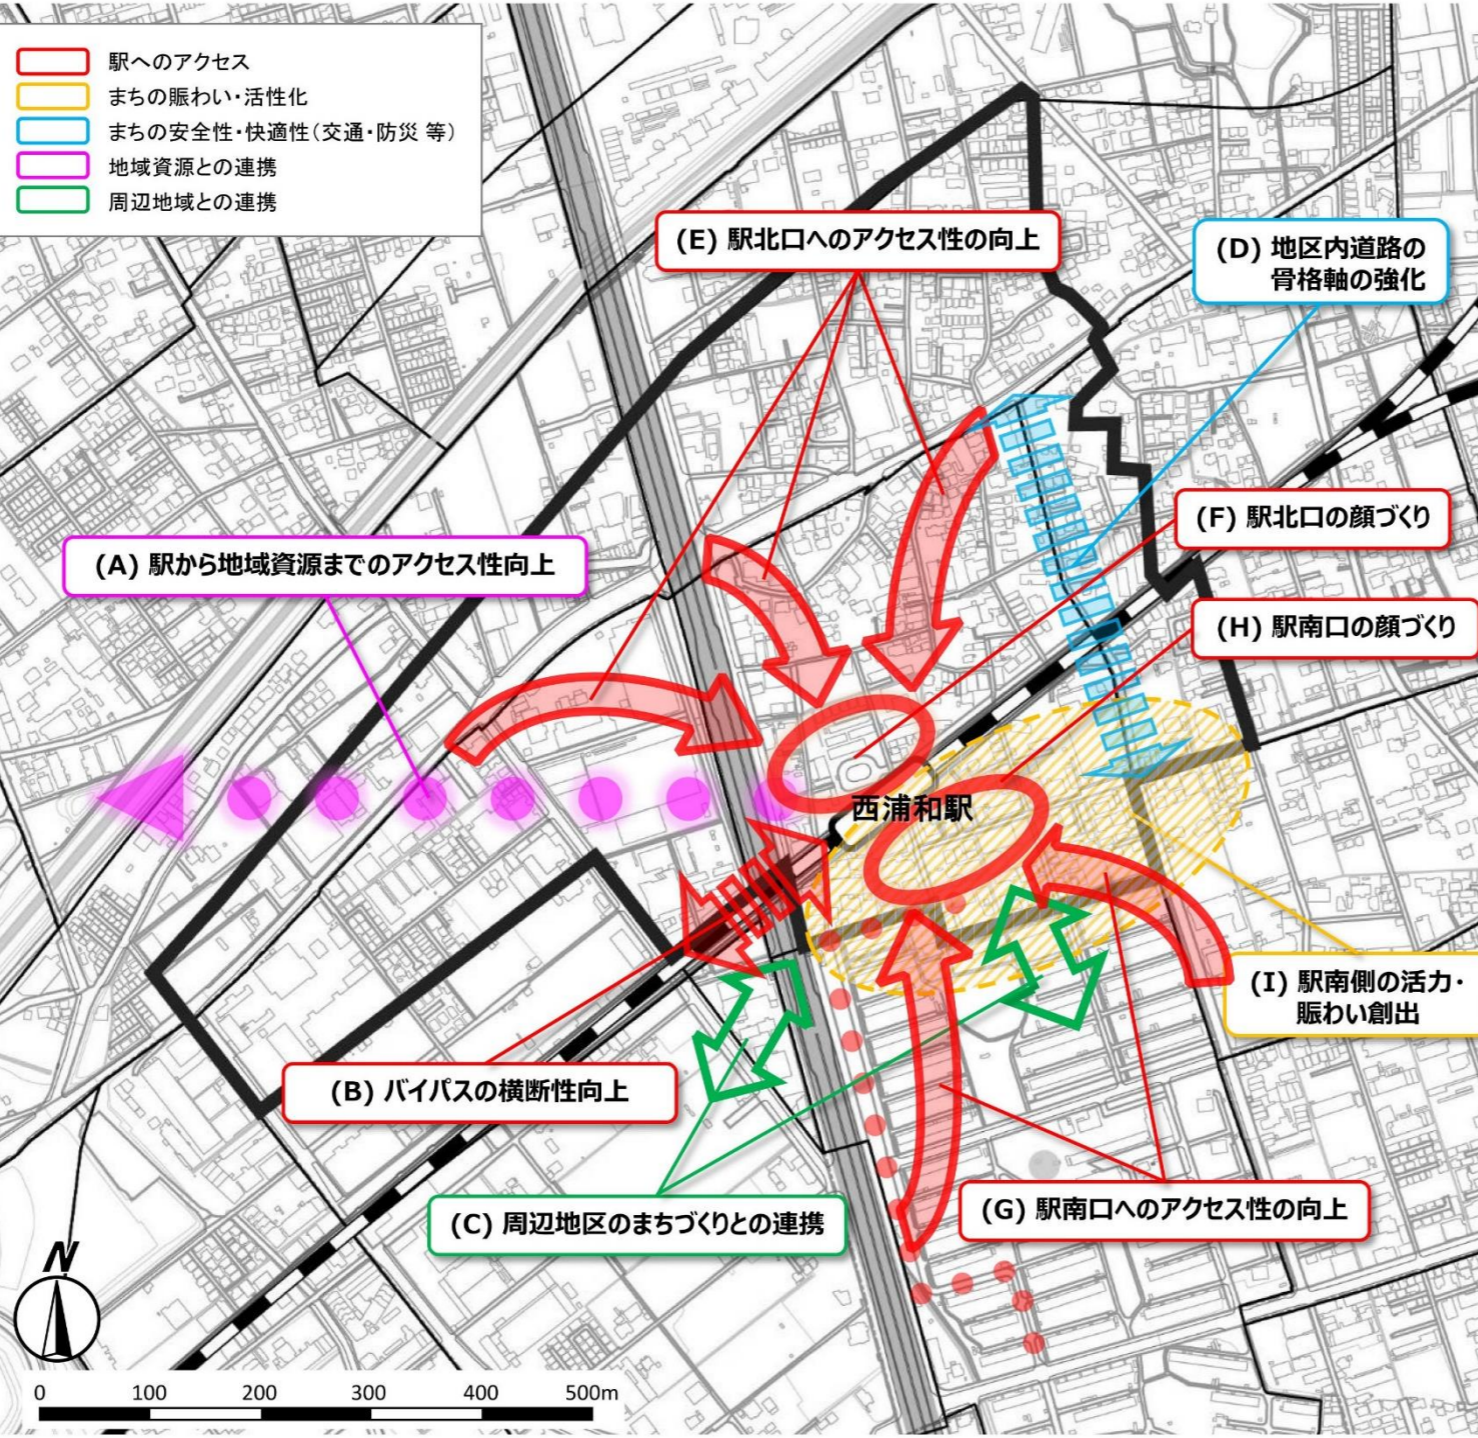 駅へのアクセス
まちの賑わい・活性化
まちの安全性・快適性（交通・防災 等）
地域資源との連携
周辺地域との連携
(E) 駅北口へのアクセス性の向上
(D) 地区内道路の
骨格軸の強化
(F) 駅北口の顔づくり
(A) 駅から地域資源までのアクセス性向上
(H) 駅南口の顔づくり
西浦和駅
(I) 駅南側の活力・
賑わい創出
(B) バイパスの横断性向上
(C) 周辺地区のまちづくりとの連携
(G) 駅南口へのアクセス性の向上
N
0 100 200 300 400 500m